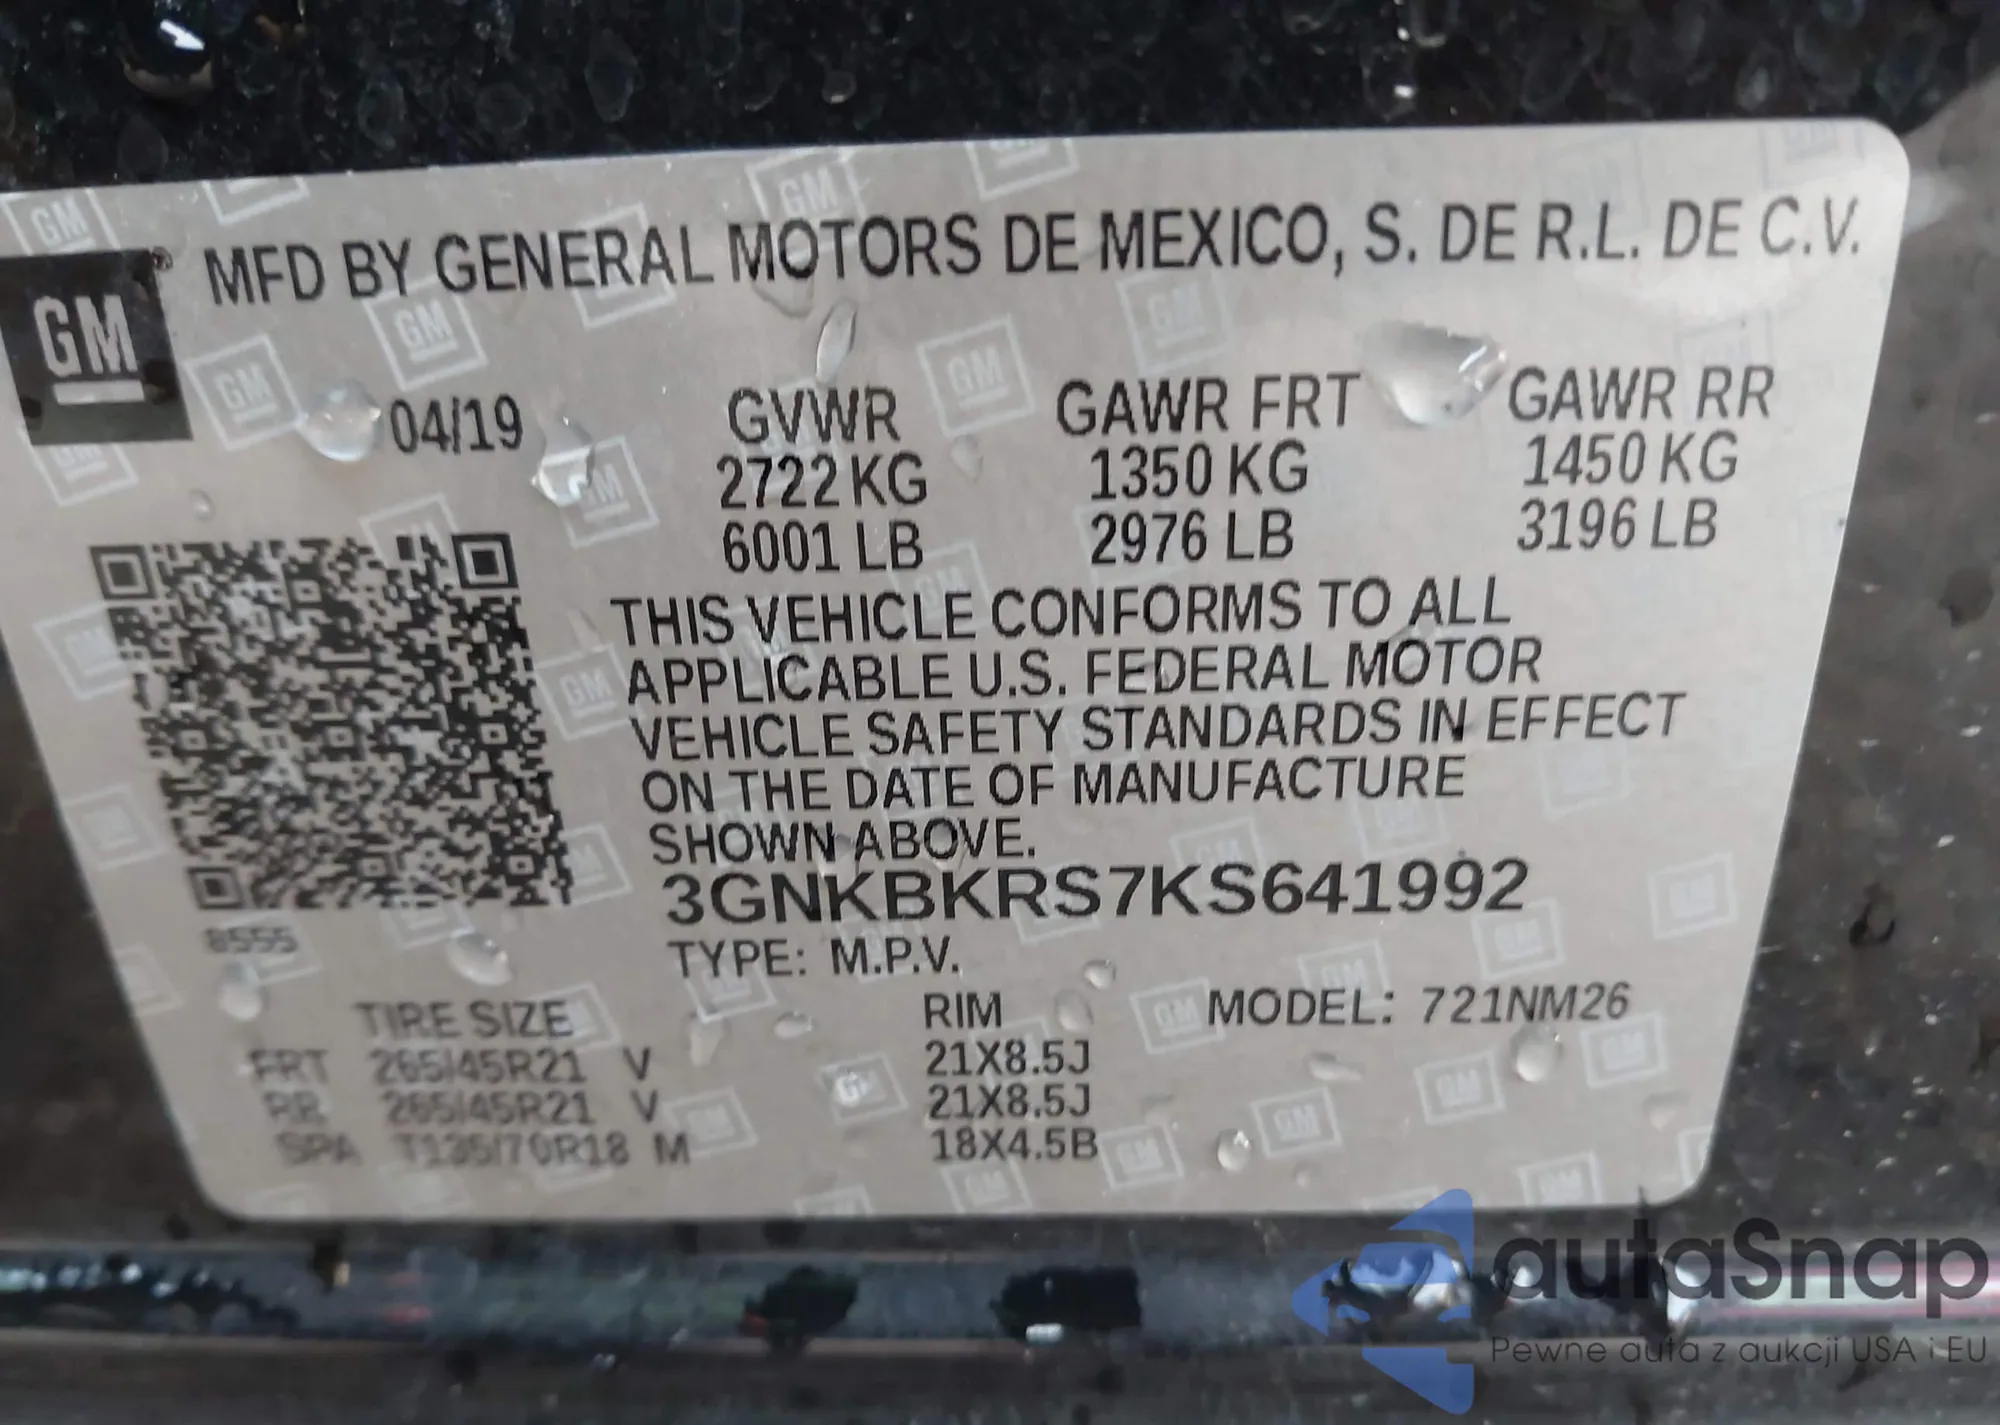 MFD BY GENERAL MOTORS DE MEXICO, S. DE R.L. DE C.V.
GM
04/19
GVWR GAWR FRT GAWR RR
2722 KG 1350 KG 1450 KG
6001 LB 2976 LB 3196 LB
THIS VEHICLE CONFORMS TO ALL
APPLICABLE U.S. FEDERAL MOTOR
VEHICLE SAFETY STANDARDS IN EFFECT
ON THE DATE OF MANUFACTURE
SHOWN ABOVE.
3GNKBKRS7KS641992
8555
TYPE: M.P.V.
TIRE SIZE RIM MODEL: 721NM26
FRT 265/45R21 V 21X8.5J
RR 265/45R21 V 21X8.5J
SPA T135/70R18 M 18X4.5B
autaSnap
Pewne auta z aukcji USA i EU